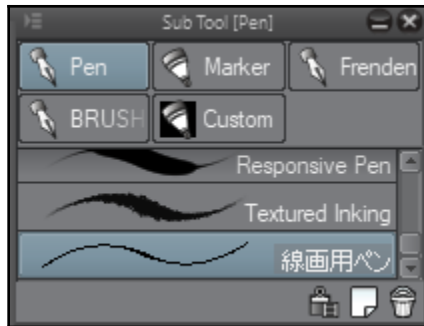 Sub Tool [Pen]
Pen Marker Frenden
BRUSH Custom
Responsive Pen
Textured Inking
線画用ペン